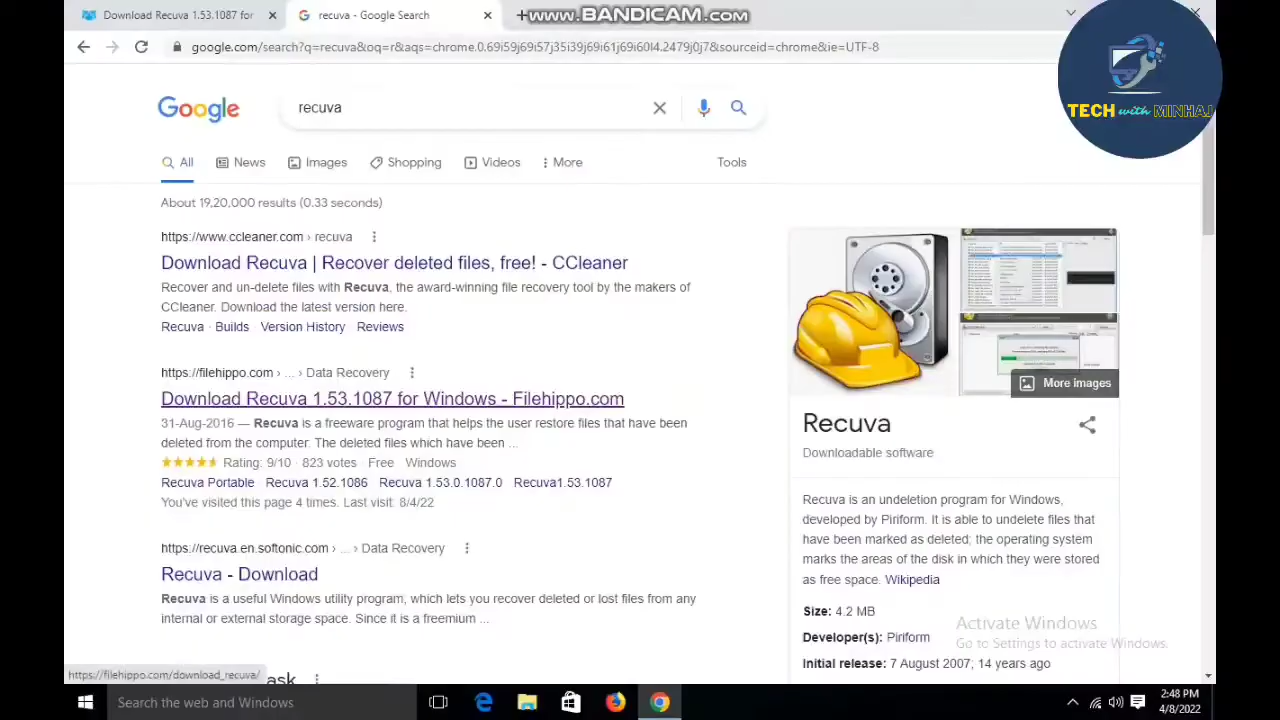 Download Recuva 1.53.1087 for
recuva - Google Search
www.BANDICAM.com
google.com/search?q=recuva&oq=r&aqs=chrome.0.69i59j69i57j35i39j69i61j69i60l4.2479j0j7&sourceid=chrome&ie=UTF-8
TECH with MINHAJ
Google
recuva
All
News
Images
Shopping
Videos
More
Tools
About 19,20,000 results (0.33 seconds)
https://www.ccleaner.com › recuva
Download Recuva | Recover deleted files, free! - CCleaner
Recover and un-delete files with Recuva, the award-winning file recovery tool by the makers of
CCleaner. Download the latest version here.
Recuva · Builds · Version History · Reviews
https://filehippo.com › ... › Data Recovery
Download Recuva 1.53.1087 for Windows - Filehippo.com
31-Aug-2016 — Recuva is a freeware program that helps the user restore files that have been
deleted from the computer. The deleted files which have been ...
Rating: 9/10 · 823 votes · Free · Windows
Recuva Portable · Recuva 1.52.1086 · Recuva 1.53.0.1087.0 · Recuva1.53.1087
You've visited this page 4 times. Last visit: 8/4/22
https://recuva.en.softonic.com › ... › Data Recovery
Recuva - Download
Recuva is a useful Windows utility program, which lets you recover deleted or lost files from any
internal or external storage space. Since it is a freemium ...
https://filehippo.com/download_recuva/
ask
More images
Recuva
Downloadable software
Recuva is an undeletion program for Windows,
developed by Piriform. It is able to undelete files that
have been marked as deleted; the operating system
marks the areas of the disk in which they were stored
as free space. Wikipedia
Size: 4.2 MB
Developer(s): Piriform
Initial release: 7 August 2007; 14 years ago
Activate Windows
Go to Settings to activate Windows.
Search the web and Windows
2:48 PM
4/8/2022